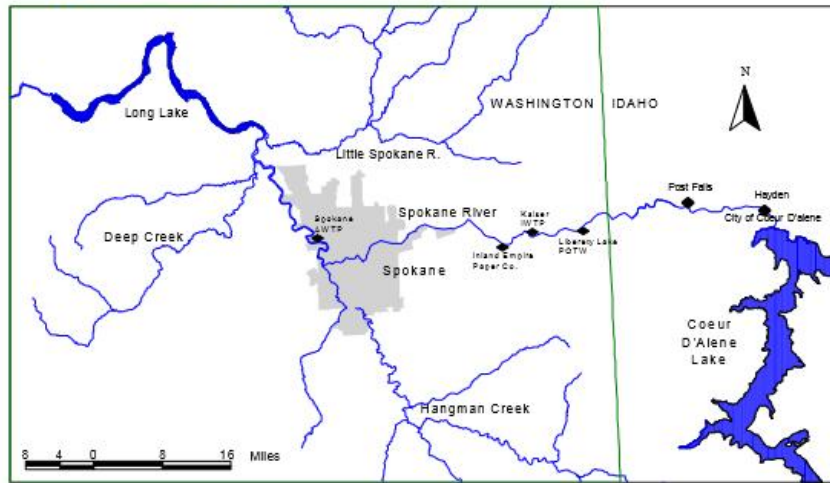 N
WASHINGTON
IDAHO
Long Lake
Little Spokane R.
Post Falls
Hayden
City of Coeur D'alene
Spokane
AWTP
Spokane River
Kaiser
IWTP
Liberety Lake
POTW
Inland Empire
Paper Co.
Deep Creek
Spokane
Coeur
D'Alene
Lake
Hangman Creek
8 4 0 8 16 Miles